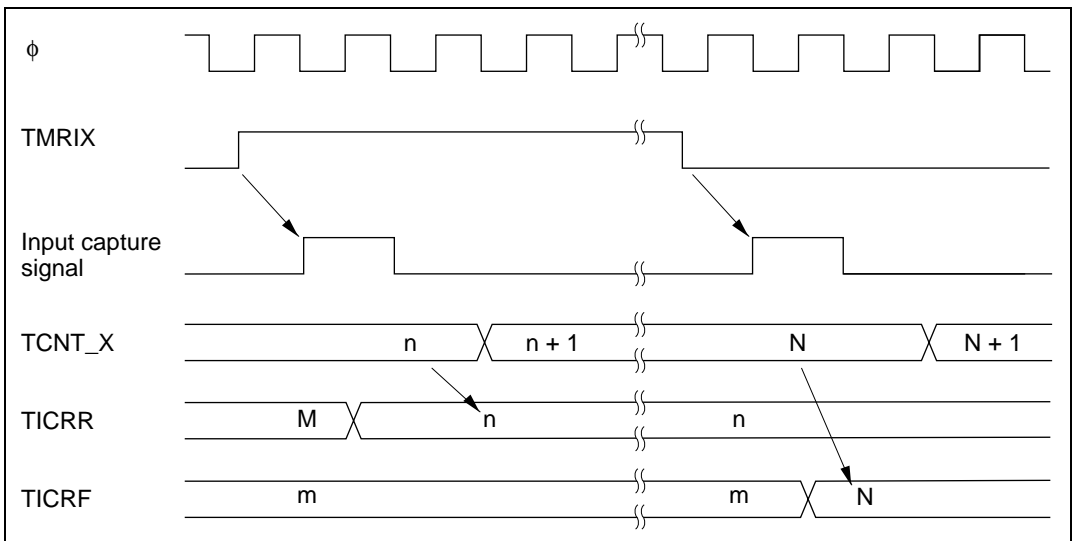 φ
TMRIX
Input capture
signal
TCNT_X n n + 1 N N + 1
TICRR M n n
TICRF m m N